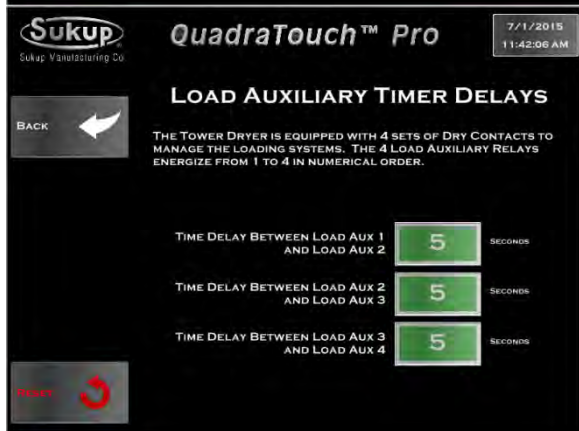 Sukup
Sukup Manufacturing Co
QuadraTouch™ Pro
7/1/2015
11:42:06 AM
LOAD AUXILIARY TIMER DELAYS
BACK
THE TOWER DRYER IS EQUIPPED WITH 4 SETS OF DRY CONTACTS TO
MANAGE THE LOADING SYSTEMS. THE 4 LOAD AUXILIARY RELAYS
ENERGIZE FROM 1 TO 4 IN NUMERICAL ORDER.
TIME DELAY BETWEEN LOAD AUX 1
AND LOAD AUX 2
5 SECONDS
TIME DELAY BETWEEN LOAD AUX 2
AND LOAD AUX 3
5 SECONDS
TIME DELAY BETWEEN LOAD AUX 3
AND LOAD AUX 4
5 SECONDS